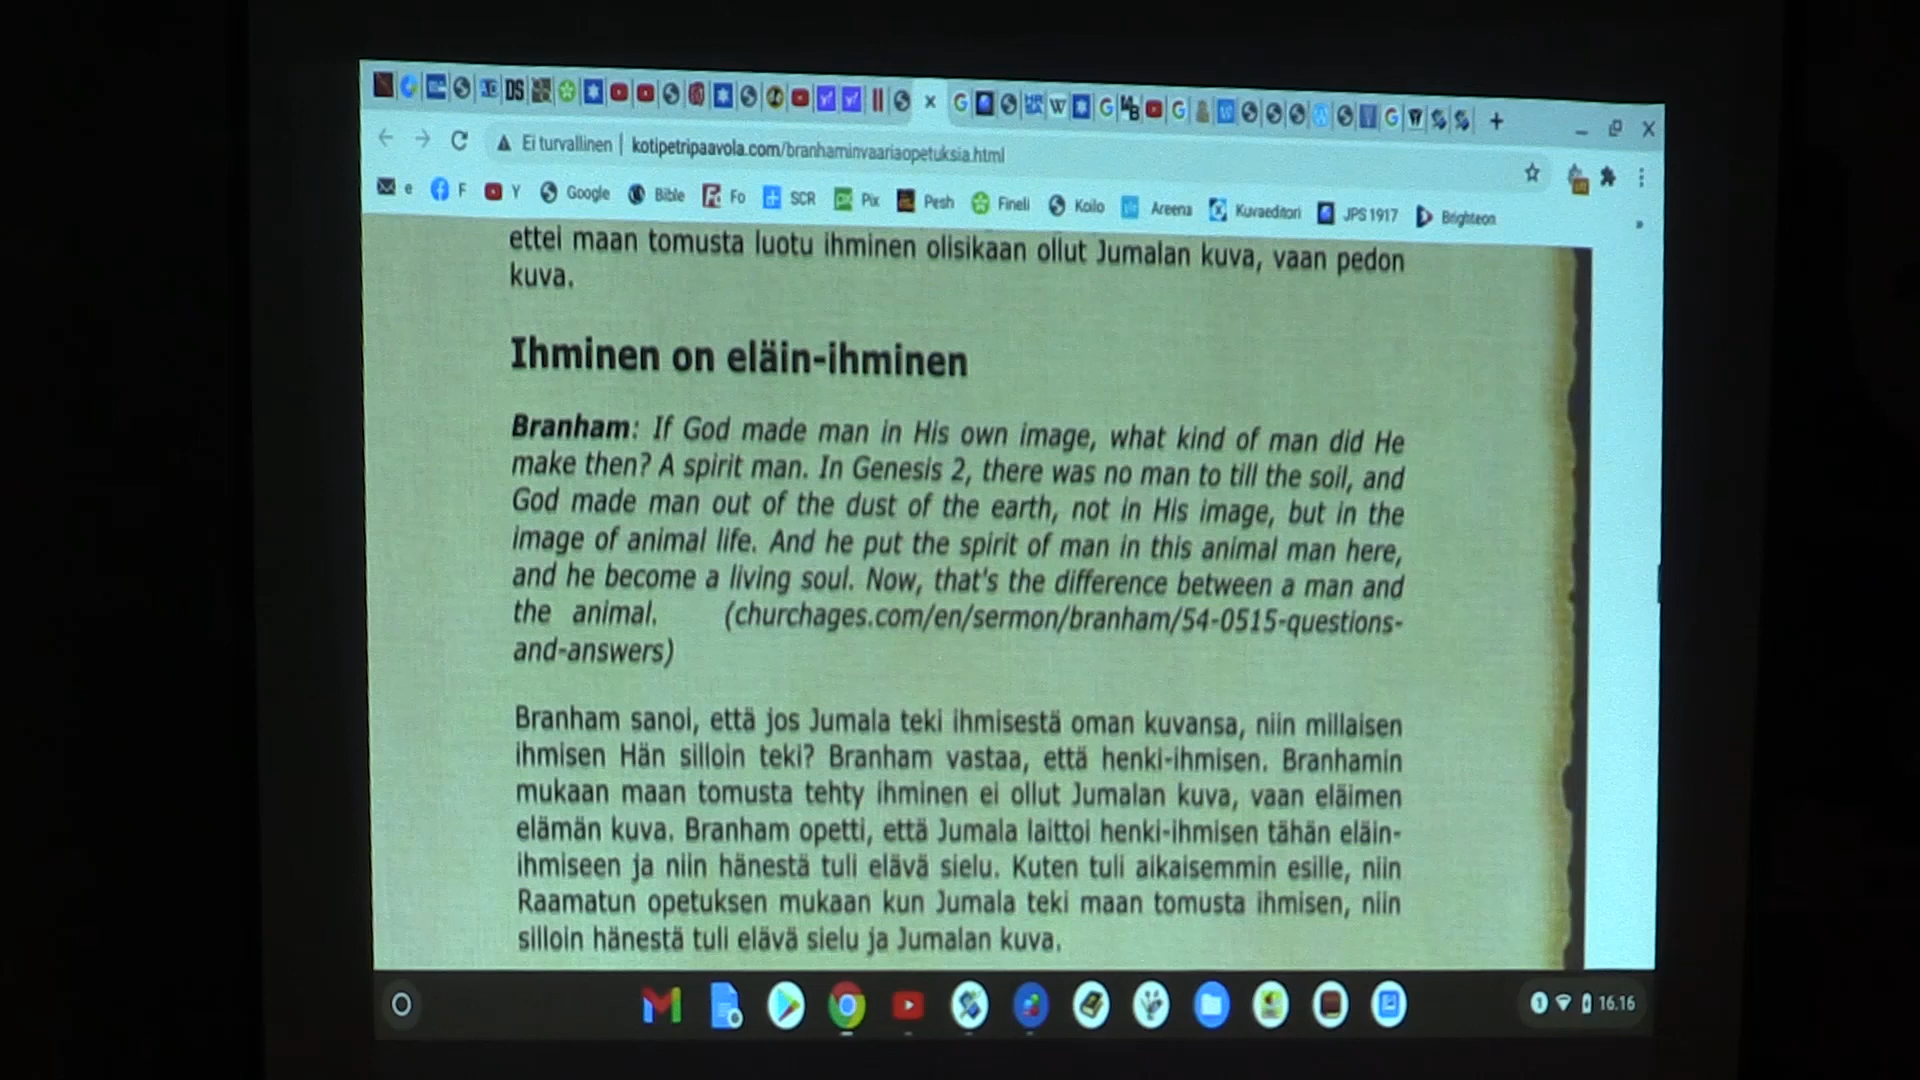 Ei turvallinen | kotipetripaavola.com/branhaminvaariaopetuksia.html
e F Y Google Bible Fo SCR Pix Pesh Fineli Koilo Areena Kuvaeditori JPS 1917 Brighteon »
ettei maan tomusta luotu ihminen olisikaan ollut Jumalan kuva, vaan pedon
kuva.
Ihminen on eläin-ihminen
Branham: If God made man in His own image, what kind of man did He
make then? A spirit man. In Genesis 2, there was no man to till the soil, and
God made man out of the dust of the earth, not in His image, but in the
image of animal life. And he put the spirit of man in this animal man here,
and he become a living soul. Now, that's the difference between a man and
the animal. (churchages.com/en/sermon/branham/54-0515-questions-
and-answers)
Branham sanoi, että jos Jumala teki ihmisestä oman kuvansa, niin millaisen
ihmisen Hän silloin teki? Branham vastaa, että henki-ihmisen. Branhamin
mukaan maan tomusta tehty ihminen ei ollut Jumalan kuva, vaan eläimen
elämän kuva. Branham opetti, että Jumala laittoi henki-ihmisen tähän eläin-
ihmiseen ja niin hänestä tuli elävä sielu. Kuten tuli aikaisemmin esille, niin
Raamatun opetuksen mukaan kun Jumala teki maan tomusta ihmisen, niin
silloin hänestä tuli elävä sielu ja Jumalan kuva.
1 16.16